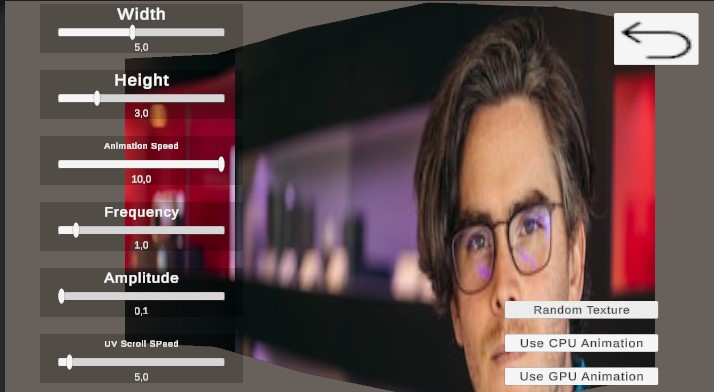 Width
5,0
Height
3,0
Animation Speed
10,0
Frequency
1,0
Amplitude
0,1
UV Scroll SPeed
5,0
Random Texture
Use CPU Animation
Use GPU Animation